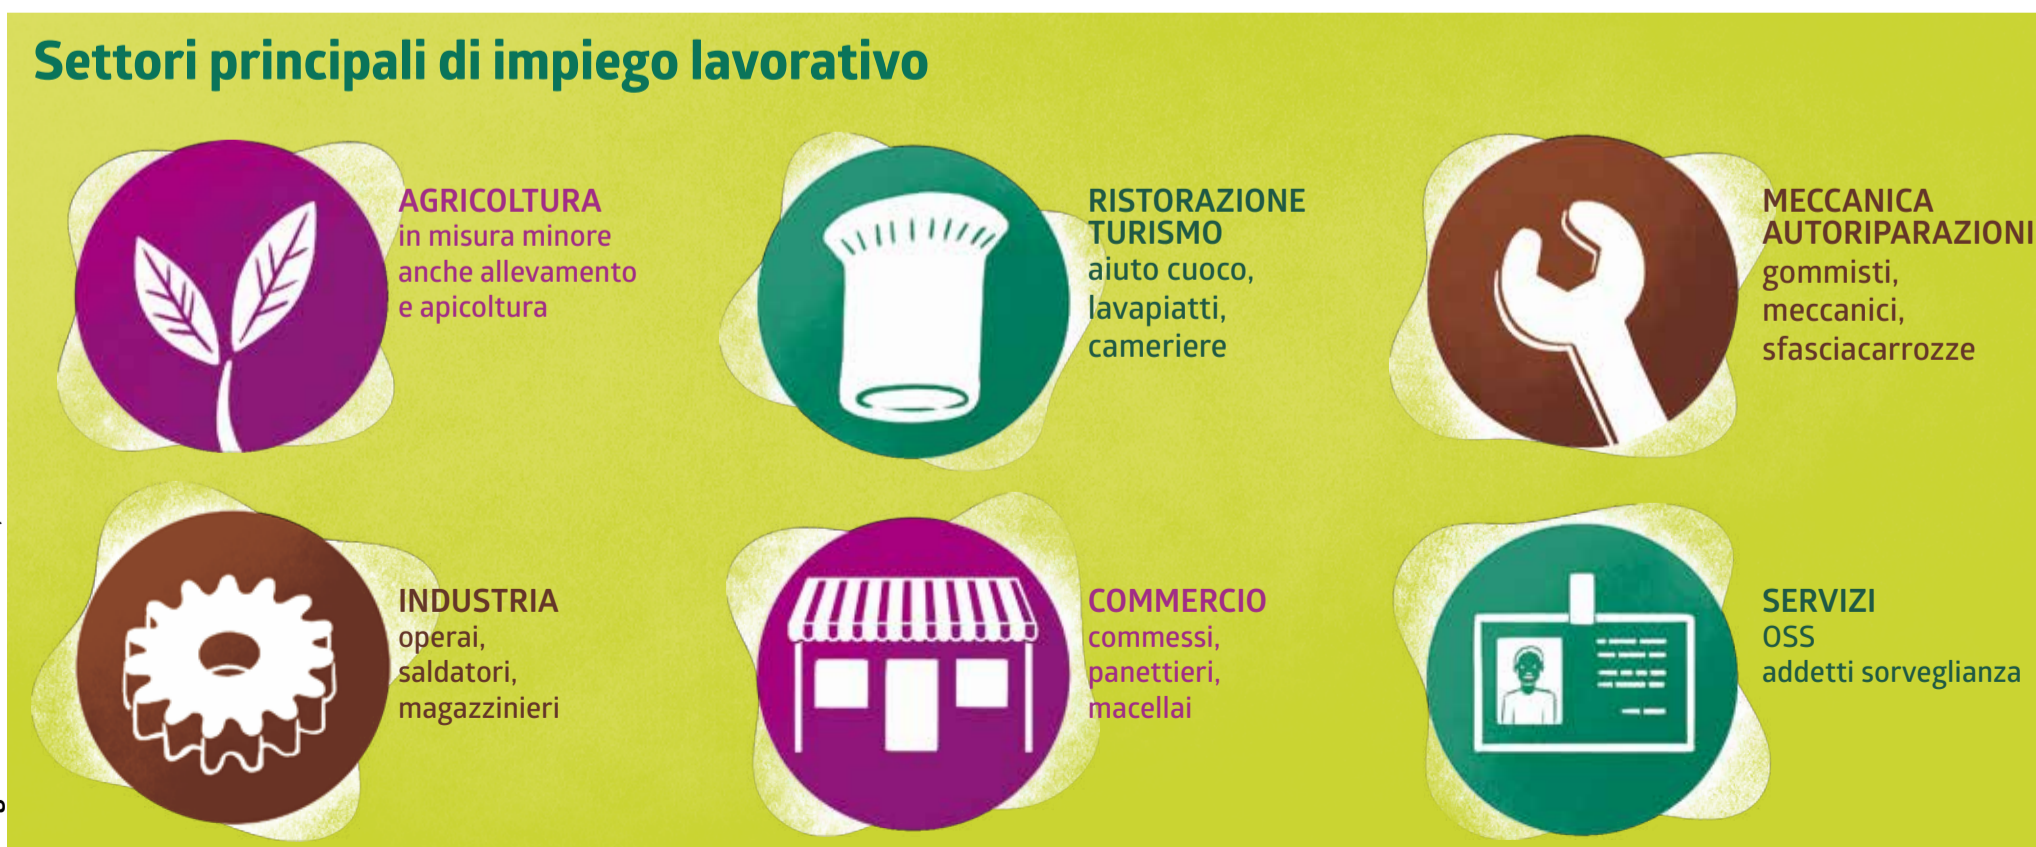 Settori principali di impiego lavorativo
AGRICOLTURA
in misura minore
anche allevamento
e apicoltura
RISTORAZIONE
TURISMO
aiuto cuoco,
lavapiatti,
cameriere
MECCANICA
AUTORIPARAZIONI
gommisti,
meccanici,
sfasciacarrozze
INDUSTRIA
operai,
saldatori,
magazzinieri
COMMERCIO
commessi,
panettieri,
macellai
SERVIZI
OSS
addetti sorveglianza